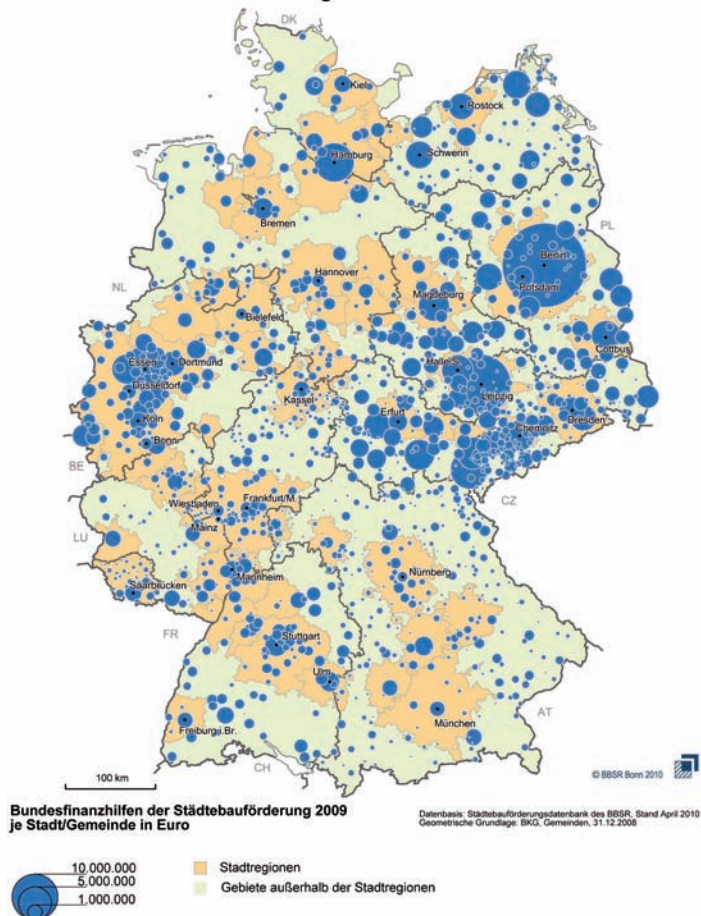 DK
Kiel
Rostock
Hamburg
Schwerin
Bremen
PL
Berlin
Hannover
Potsdam
NL
Magdeburg
Bielefeld
Cottbus
Essen
Dortmund
Halle/S.
Düsseldorf
Leipzig
Kassel
Köln
Erfurt
Dresden
Chemnitz
Bonn
BE
Wiesbaden
Frankfurt/M.
CZ
Mainz
LU
Mannheim
Nürnberg
Saarbrücken
FR
Stuttgart
Ulm
AT
München
Freiburg i.Br.
CH
100 km
© BBSR Bonn 2010
Bundesfinanzhilfen der Städtebauförderung 2009
je Stadt/Gemeinde in Euro
Datenbasis: Städtebauförderungsdatenbank des BBSR, Stand April 2010
Geometrische Grundlage: BKG, Gemeinden, 31.12.2008
10.000.000
5.000.000
1.000.000
Stadtregionen
Gebiete außerhalb der Stadtregionen